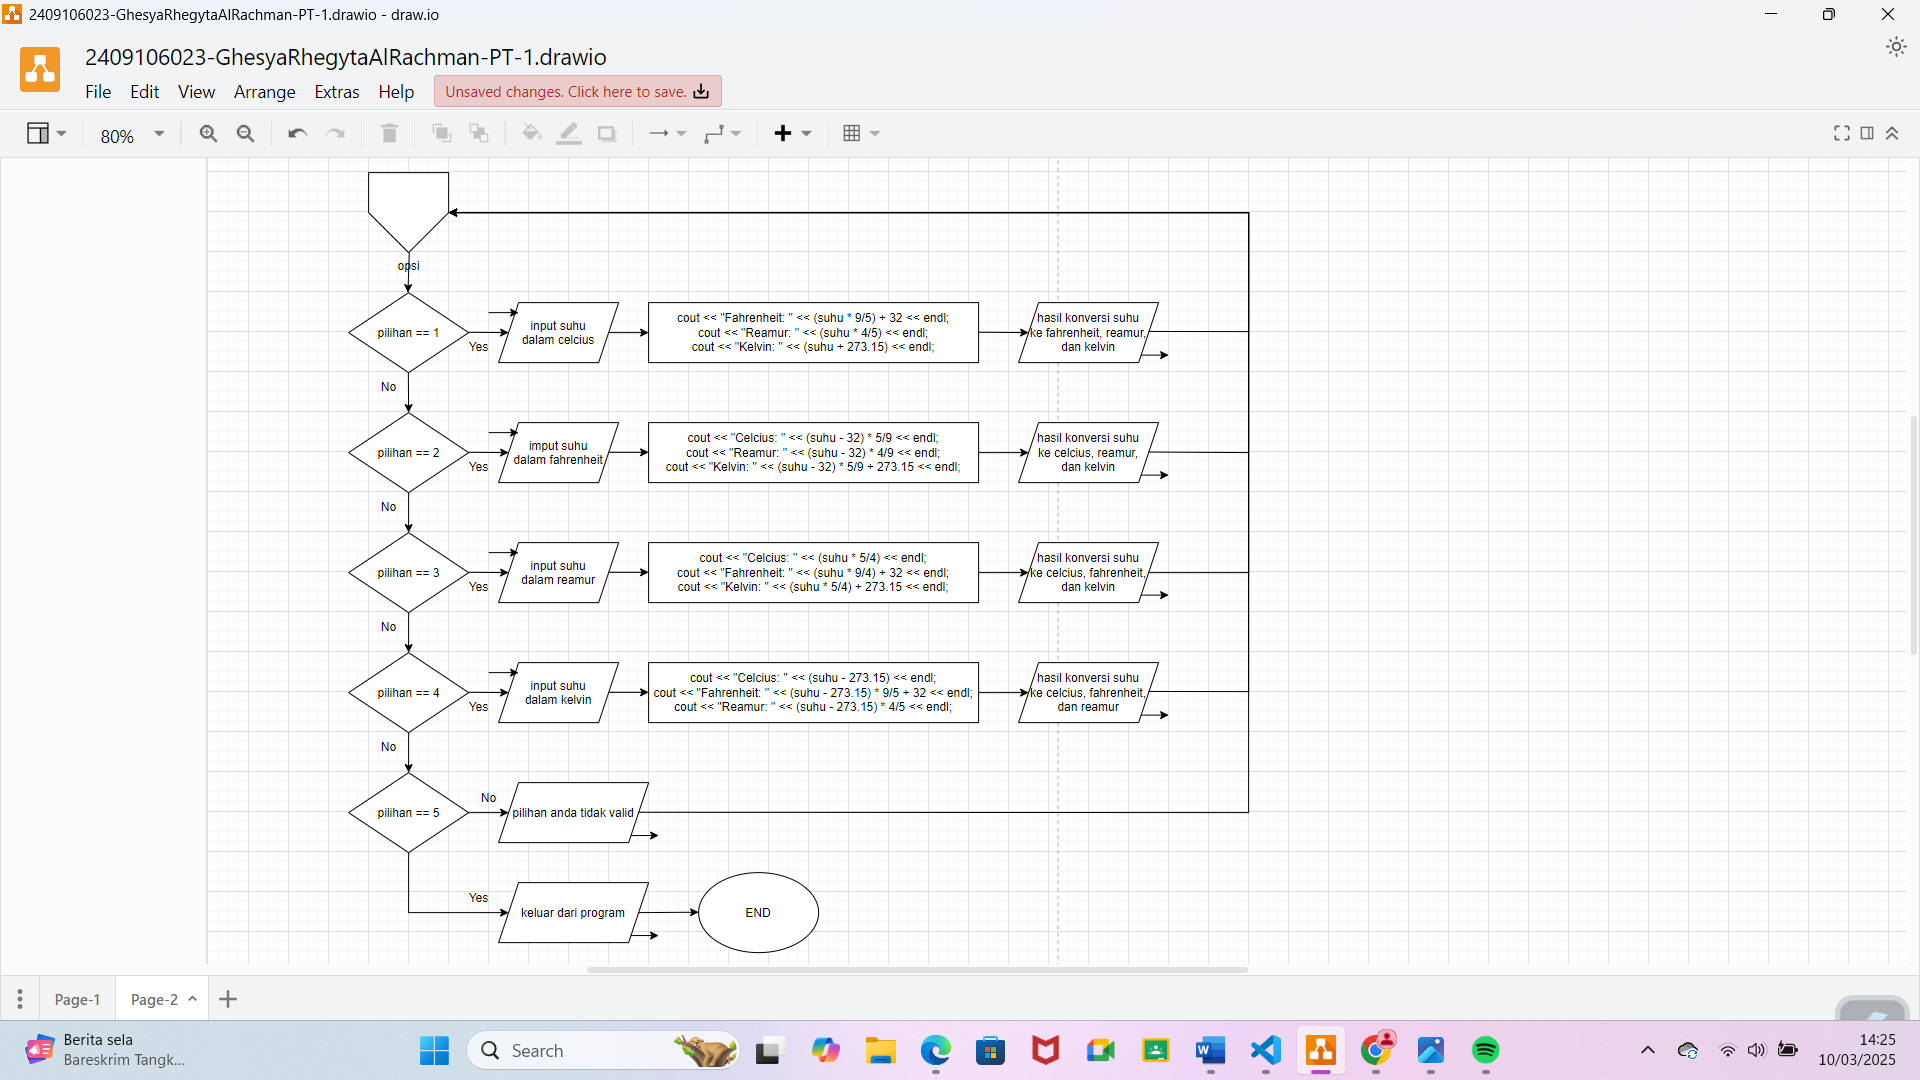 2409106023-GhesyaRhegytaAlRachman-PT-1.drawio - draw.io
2409106023-GhesyaRhegytaAlRachman-PT-1.drawio
File Edit View Arrange Extras Help Unsaved changes. Click here to save.
80%
opsi
pilihan == 1
Yes
input suhu
dalam celcius
cout << "Fahrenheit: " << (suhu * 9/5) + 32 << endl;
cout << "Reamur: " << (suhu * 4/5) << endl;
cout << "Kelvin: " << (suhu + 273.15) << endl;
hasil konversi suhu
ke fahrenheit, reamur,
dan kelvin
No
pilihan == 2
Yes
imput suhu
dalam fahrenheit
cout << "Celcius: " << (suhu - 32) * 5/9 << endl;
cout << "Reamur: " << (suhu - 32) * 4/9 << endl;
cout << "Kelvin: " << (suhu - 32) * 5/9 + 273.15 << endl;
hasil konversi suhu
ke celcius, reamur,
dan kelvin
No
pilihan == 3
Yes
input suhu
dalam reamur
cout << "Celcius: " << (suhu * 5/4) << endl;
cout << "Fahrenheit: " << (suhu * 9/4) + 32 << endl;
cout << "Kelvin: " << (suhu * 5/4) + 273.15 << endl;
hasil konversi suhu
ke celcius, fahrenheit,
dan kelvin
No
pilihan == 4
Yes
input suhu
dalam kelvin
cout << "Celcius: " << (suhu - 273.15) << endl;
cout << "Fahrenheit: " << (suhu - 273.15) * 9/5 + 32 << endl;
cout << "Reamur: " << (suhu - 273.15) * 4/5 << endl;
hasil konversi suhu
ke celcius, fahrenheit,
dan reamur
No
pilihan == 5
No
pilihan anda tidak valid
Yes
keluar dari program
END
Page-1 Page-2
Berita sela
Bareskrim Tangk...
Search
14:25
10/03/2025